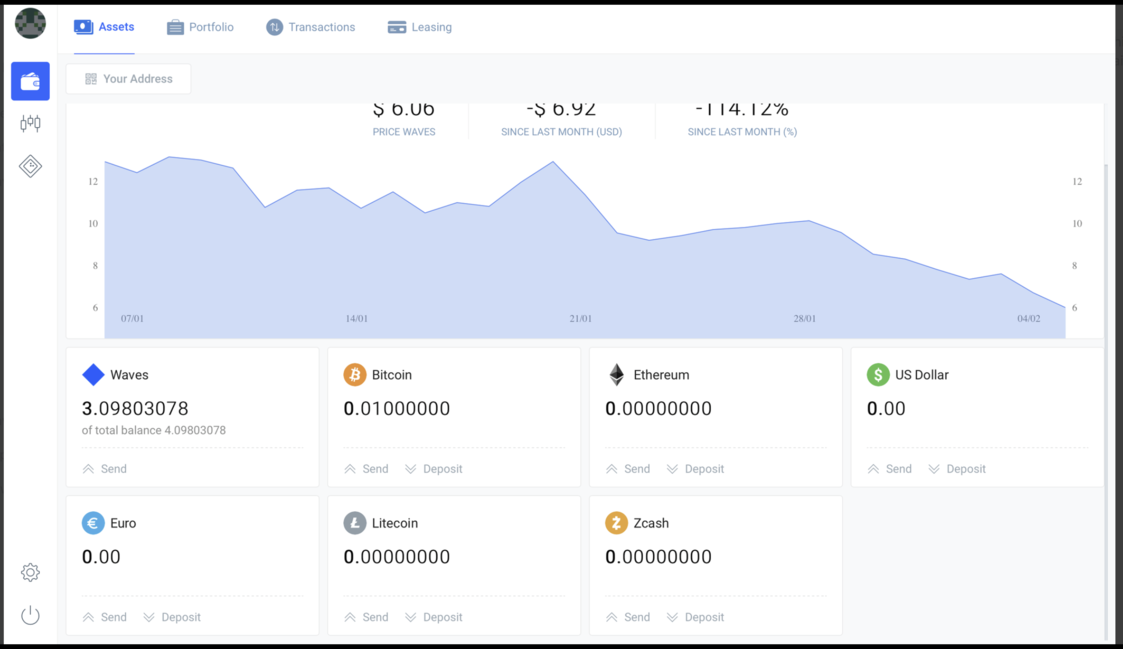 Assets Portfolio Transactions Leasing
Your Address
$ 6.06 -$ 6.92 -114.12%
PRICE WAVES SINCE LAST MONTH (USD) SINCE LAST MONTH (%)
12 12
10 10
8 8
6 6
07/01 14/01 21/01 28/01 04/02
Waves Bitcoin Ethereum US Dollar
3.09803078 0.01000000 0.00000000 0.00
of total balance 4.09803078
Send Send Deposit Send Deposit Send Deposit
Euro Litecoin Zcash
0.00 0.00000000 0.00000000
Send Deposit Send Deposit Send Deposit